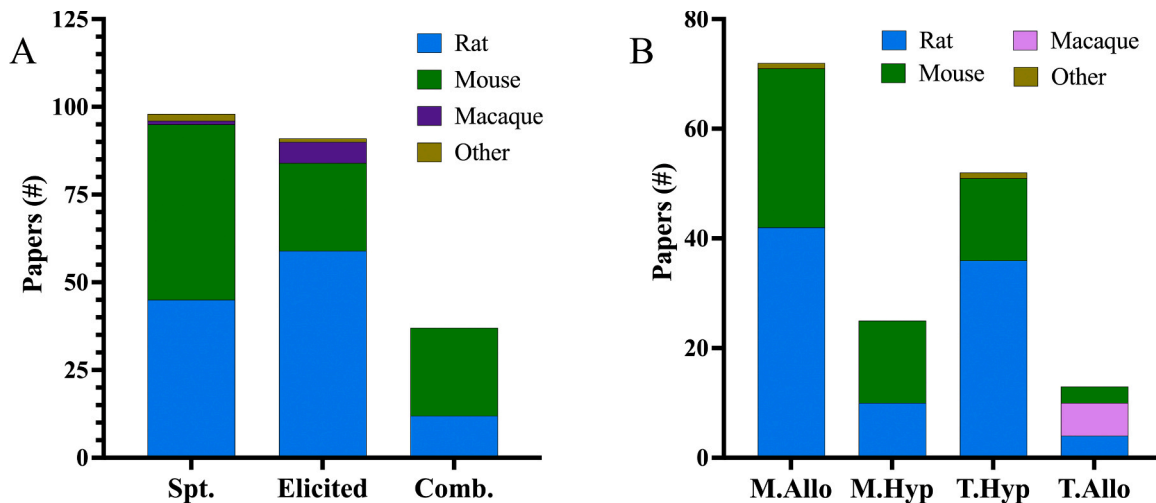 A
Papers (#)
125
100
75
50
25
0
Rat
Mouse
Macaque
Other
Spt. Elicited Comb.
B
Papers (#)
80
60
40
20
0
Rat Macaque
Mouse Other
M.Allo M.Hyp T.Hyp T.Allo